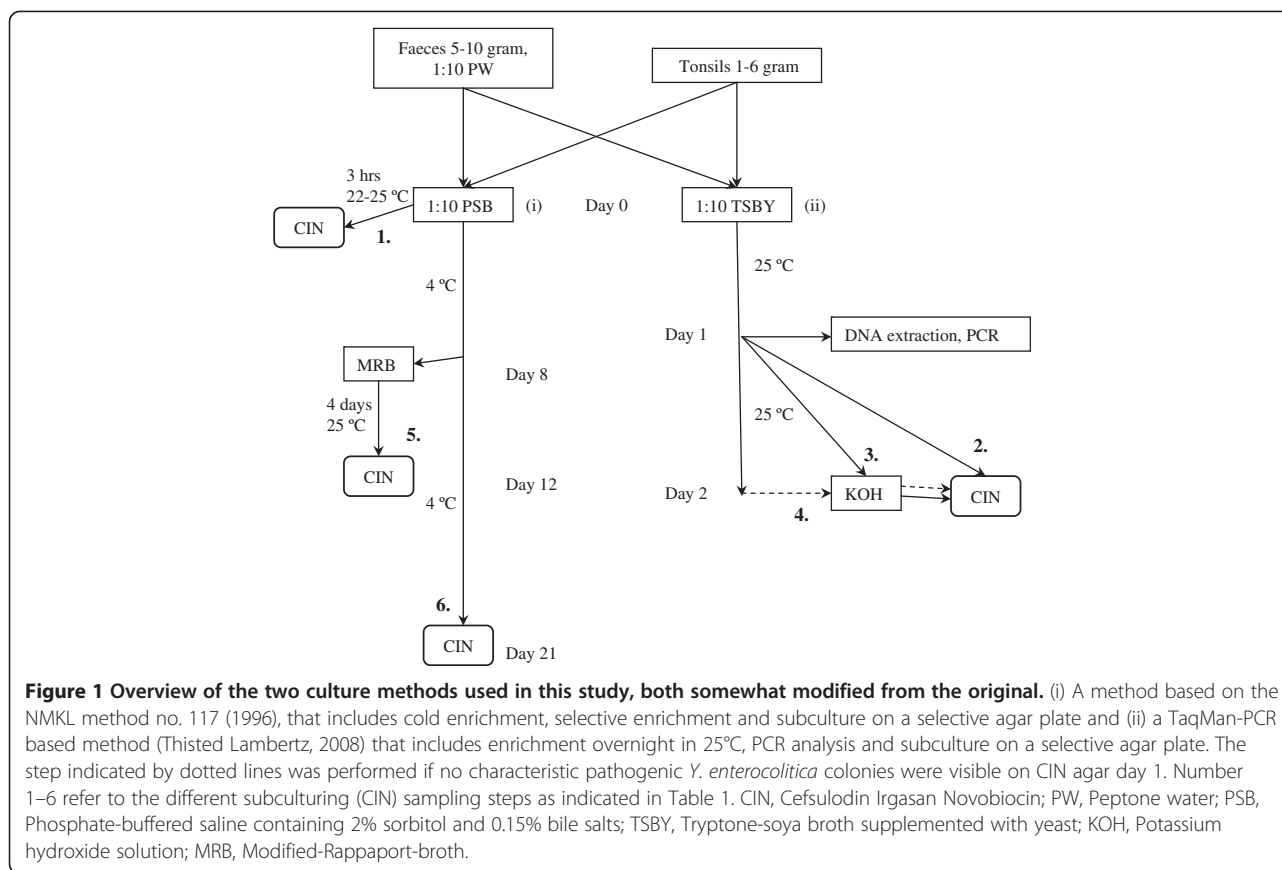 Faeces 5-10 gram,
1:10 PW
Tonsils 1-6 gram
3 hrs
22-25 ºC
1:10 PSB
(i)
Day 0
1:10 TSBY
(ii)
CIN
1.
4 ºC
25 ºC
Day 1
DNA extraction, PCR
MRB
Day 8
4 days
25 ºC
5.
CIN
25 ºC
3.
2.
4 ºC
Day 12
Day 2
KOH
CIN
4.
6.
CIN
Day 21
Figure 1 Overview of the two culture methods used in this study, both somewhat modified from the original. (i) A method based on the
NMKL method no. 117 (1996), that includes cold enrichment, selective enrichment and subculture on a selective agar plate and (ii) a TaqMan-PCR
based method (Thisted Lambertz, 2008) that includes enrichment overnight in 25°C, PCR analysis and subculture on a selective agar plate. The
step indicated by dotted lines was performed if no characteristic pathogenic Y. enterocolitica colonies were visible on CIN agar day 1. Number
1–6 refer to the different subculturing (CIN) sampling steps as indicated in Table 1. CIN, Cefsulodin Irgasan Novobiocin; PW, Peptone water; PSB,
Phosphate-buffered saline containing 2% sorbitol and 0.15% bile salts; TSBY, Tryptone-soya broth supplemented with yeast; KOH, Potassium
hydroxide solution; MRB, Modified-Rappaport-broth.